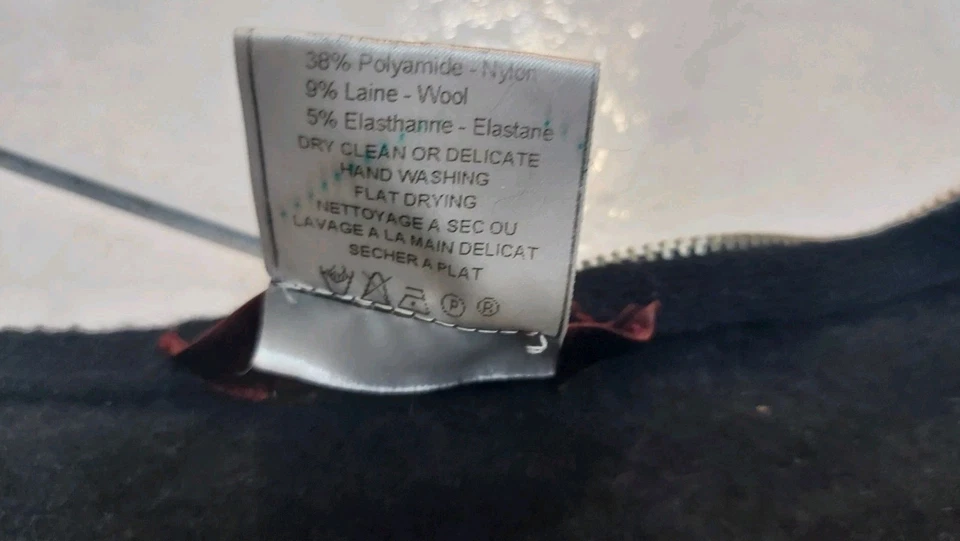 38% Polyamide - Nylon
9% Laine - Wool
5% Elasthanne - Elastane
DRY CLEAN OR DELICATE
HAND WASHING
FLAT DRYING
NETTOYAGE A SEC OU
LAVAGE A LA MAIN DELICAT
SECHER A PLAT
P R